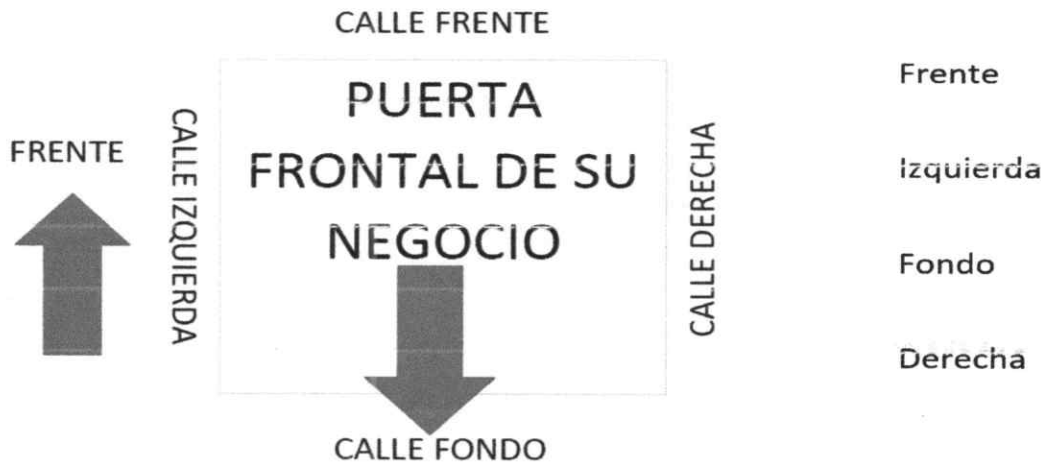 CALLE FRENTE
PUERTA
FRONTAL DE SU
NEGOCIO
FRENTE
CALLE IZQUIERDA
CALLE DERECHA
CALLE FONDO
Frente
Izquierda
Fondo
Derecha